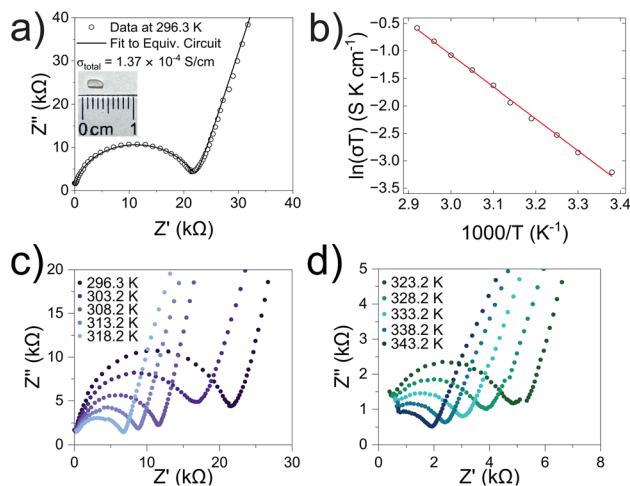 a)
Data at 296.3 K
Fit to Equiv. Circuit
σtotal = 1.37 × 10⁻⁴ S/cm
0 cm 1
Z'' (kΩ)
40
30
20
10
0
0 10 20 30 40
Z' (kΩ)
b)
ln(σT) (S K cm⁻¹)
-0.5
-1.0
-1.5
-2.0
-2.5
-3.0
-3.5
2.9 3.0 3.1 3.2 3.3 3.4
1000/T (K⁻¹)
c)
296.3 K
303.2 K
308.2 K
313.2 K
318.2 K
Z'' (kΩ)
20
15
10
5
0
0 10 20 30
Z' (kΩ)
d)
323.2 K
328.2 K
333.2 K
338.2 K
343.2 K
Z'' (kΩ)
5
4
3
2
1
0
0 2 4 6 8
Z' (kΩ)